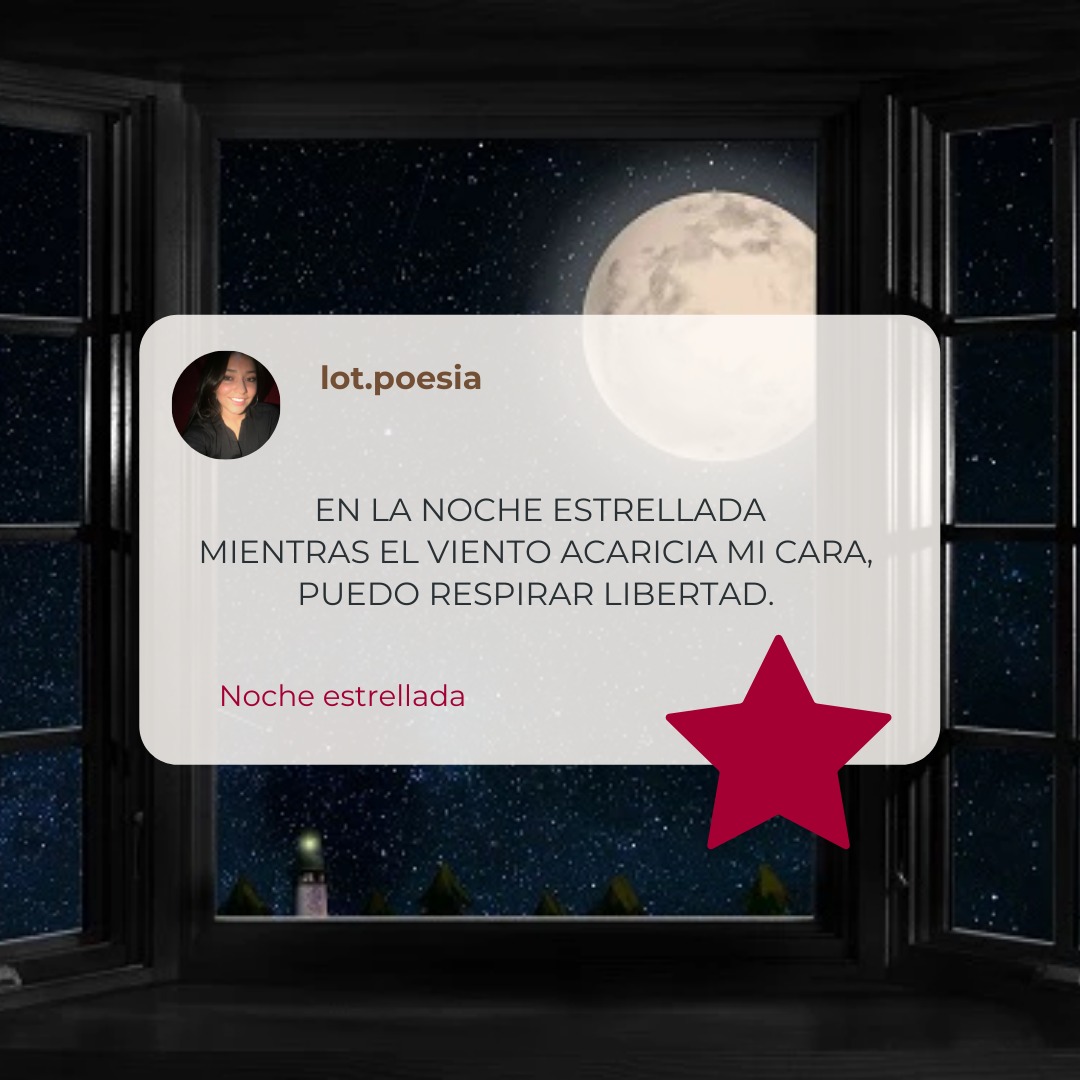 lot.poesia
EN LA NOCHE ESTRELLADA
MIENTRAS EL VIENTO ACARICIA MI CARA,
PUEDO RESPIRAR LIBERTAD.
Noche estrellada